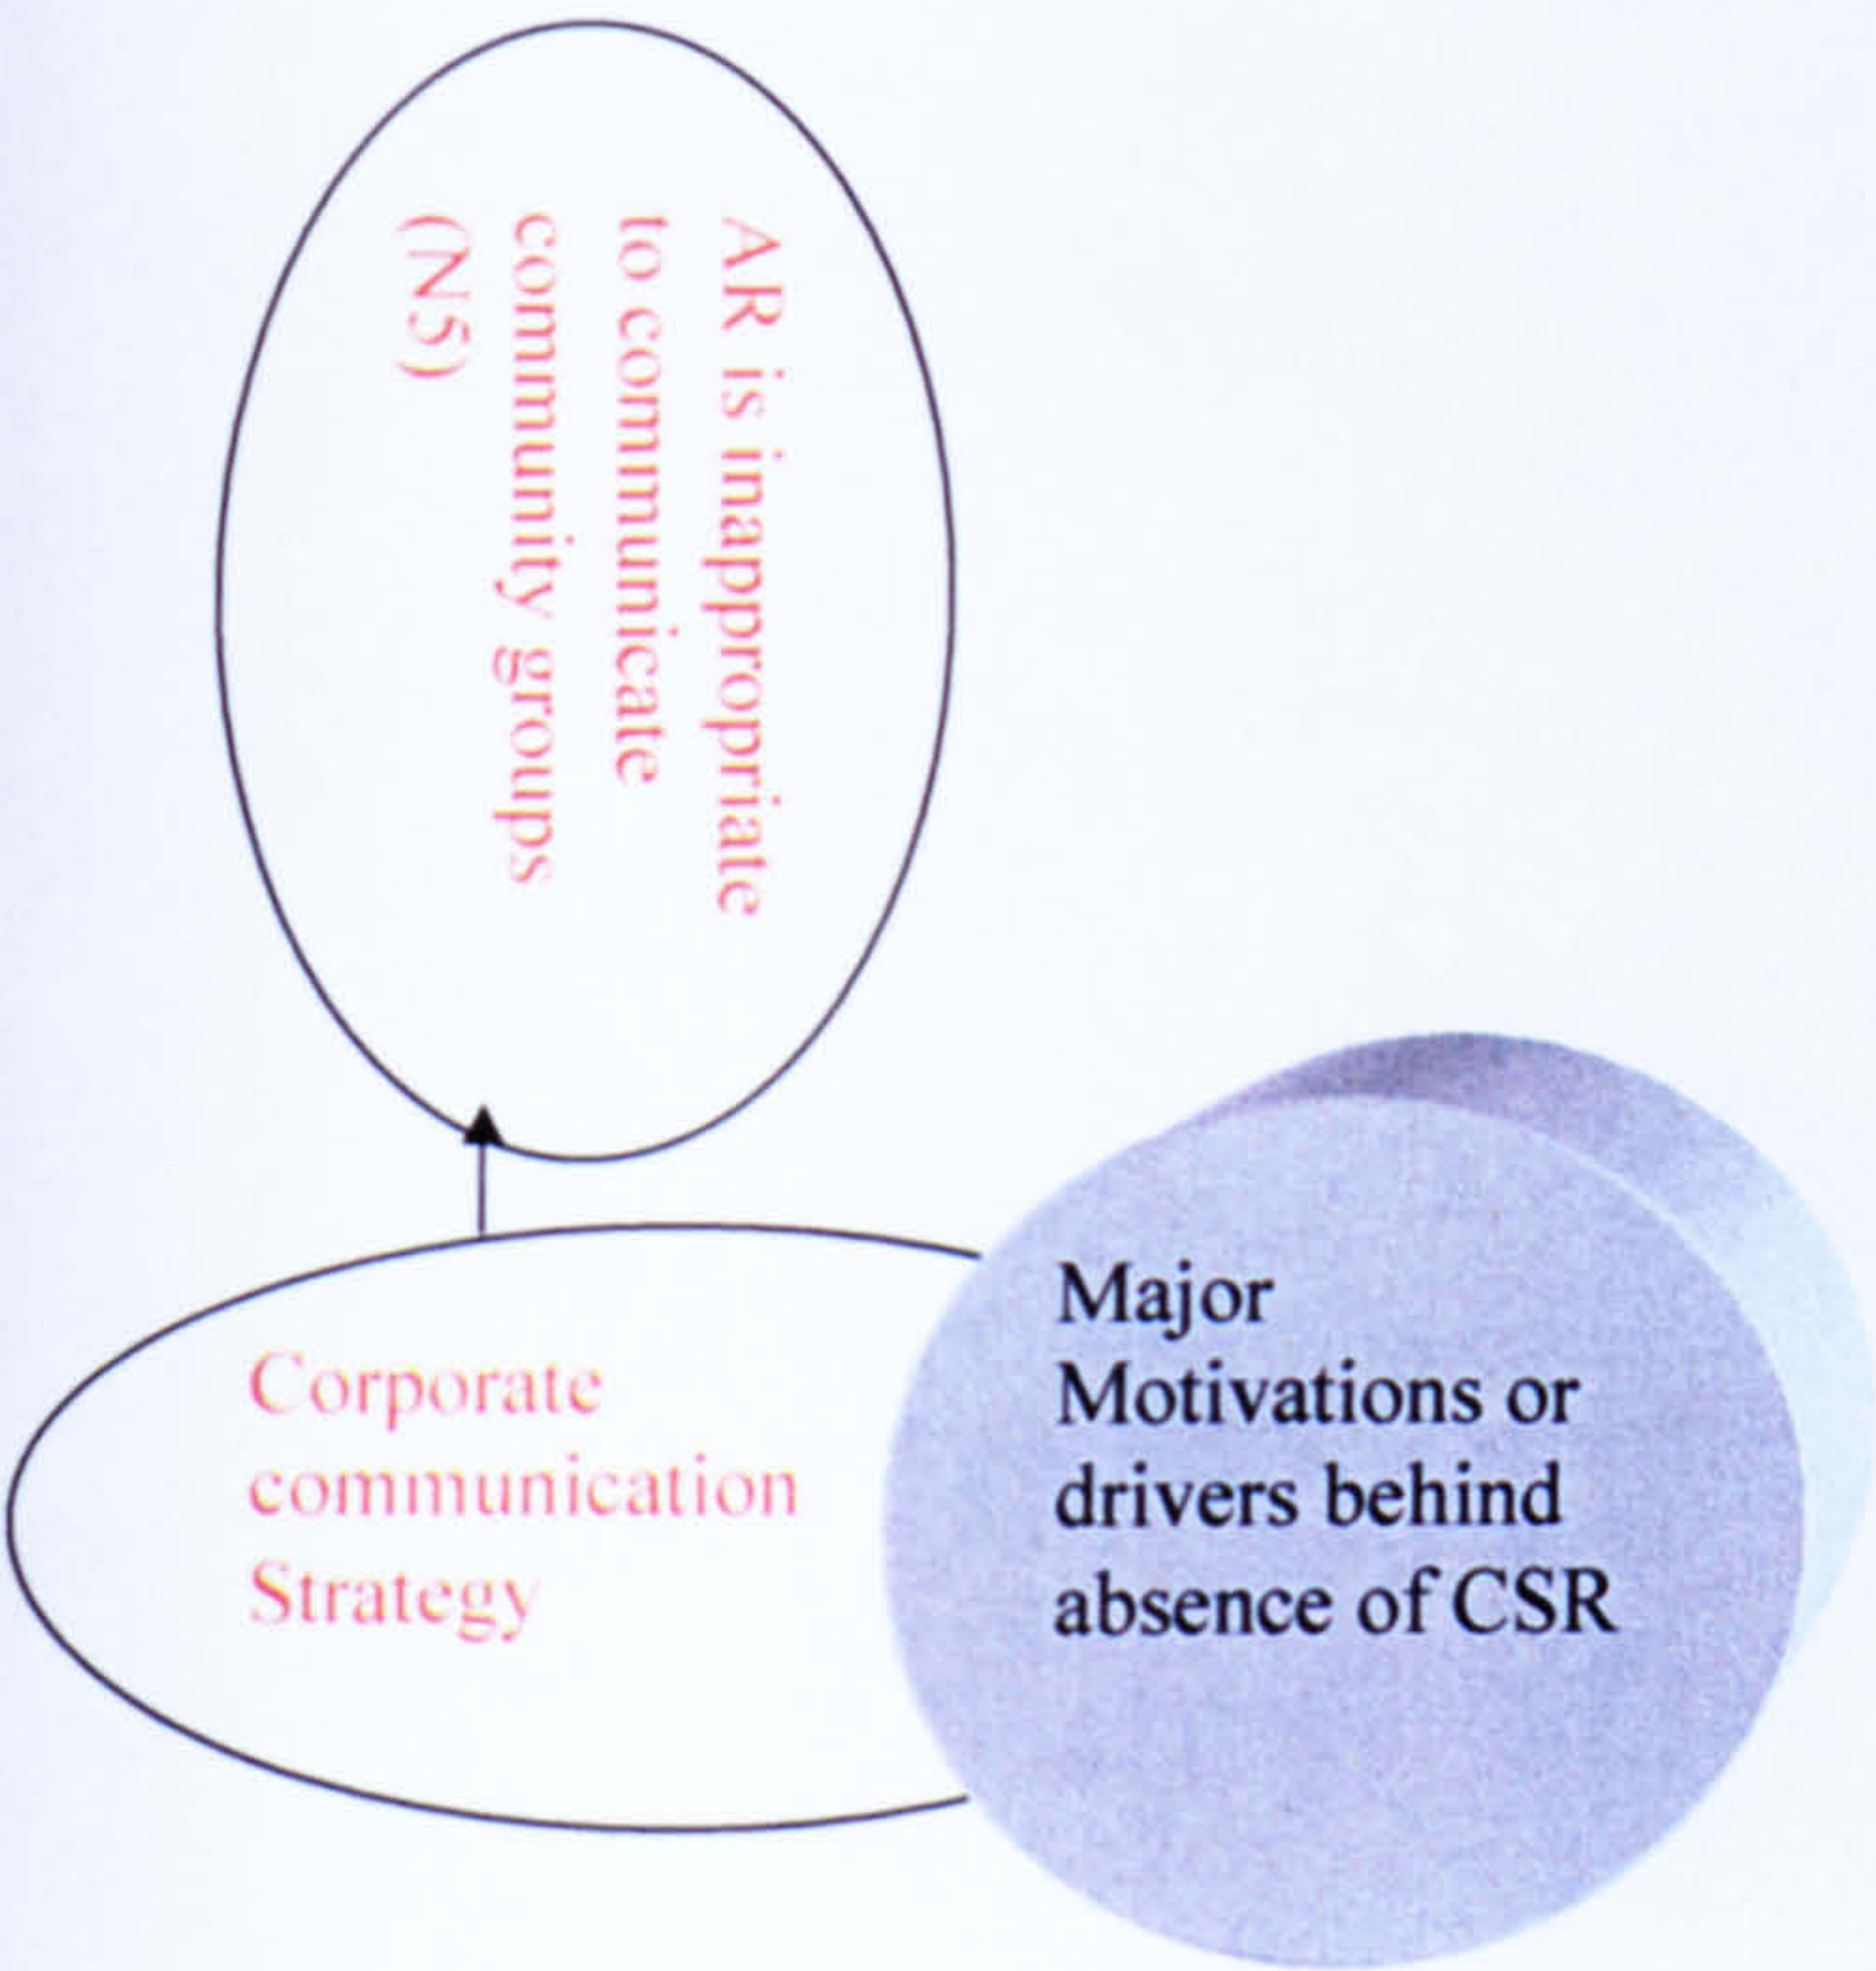 AR is inappropriate
to communicate
community groups
(N5)
Corporate
communication
Strategy
Major
Motivations or
drivers behind
absence of CSR